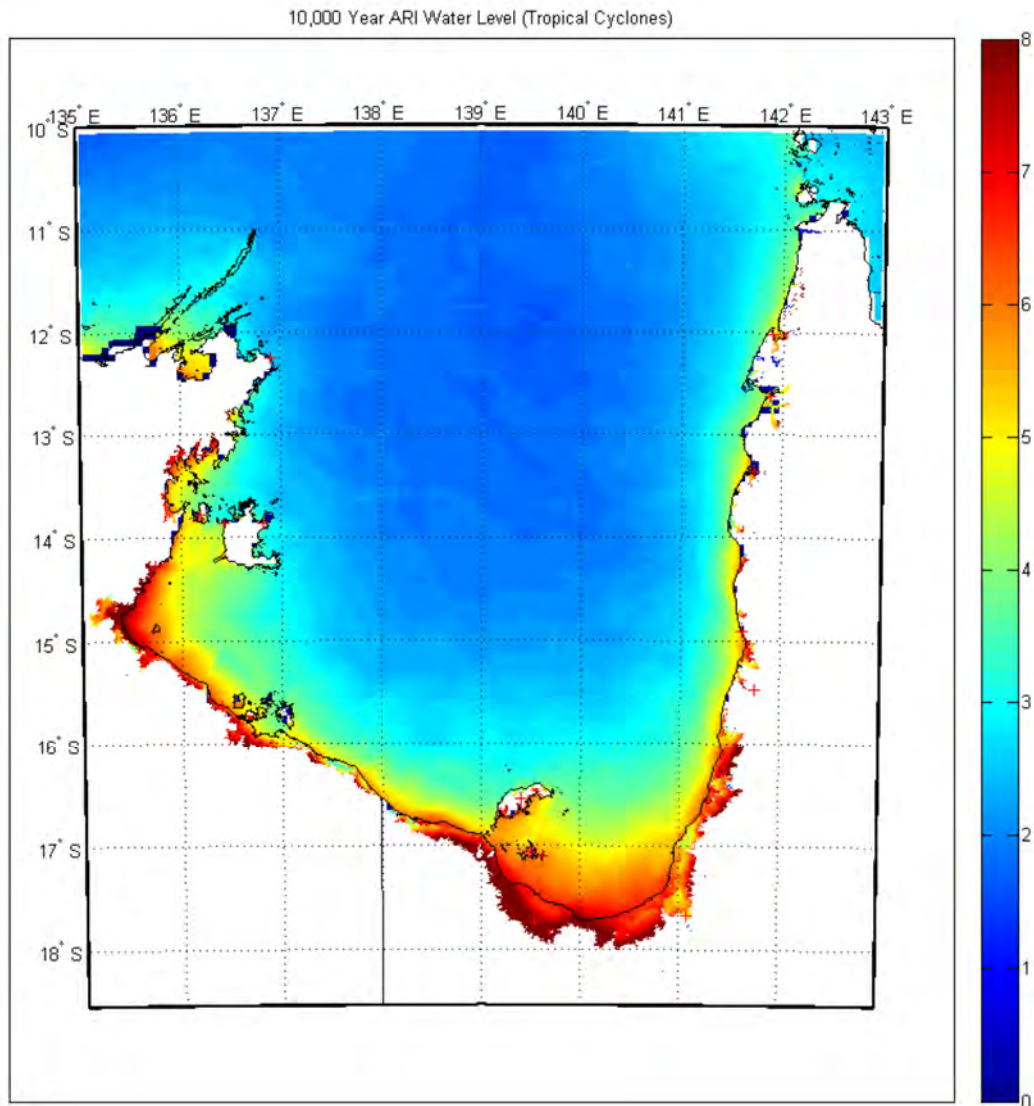 10,000 Year ARI Water Level (Tropical Cyclones)
135° E 136° E 137° E 138° E 139° E 140° E 141° E 142° E 143° E
10° S
11° S
12° S
13° S
14° S
15° S
16° S
17° S
18° S
8
7
6
5
4
3
2
1
0